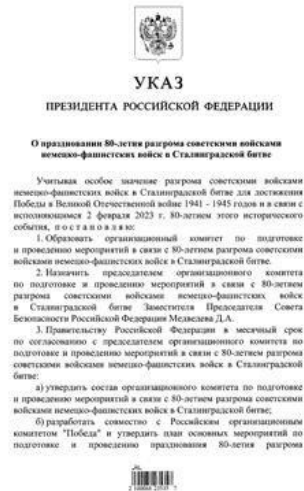 УКАЗ
ПРЕЗИДЕНТА РОССИЙСКОЙ ФЕДЕРАЦИИ
О праздновании 80-летия разгрома советскими войсками
немецко-фашистских войск в Сталинградской битве
Учитывая особое значение разгрома советскими войсками
немецко-фашистских войск в Сталинградской битве для достижения
Победы в Великой Отечественной войне 1941 - 1945 годов и в связи с
исполняющимся 2 февраля 2023 г. 80-летием этого исторического
события, п о с т а н о в л я ю:
1. Образовать организационный комитет по подготовке
и проведению мероприятий в связи с 80-летием разгрома советскими
войсками немецко-фашистских войск в Сталинградской битве.
2. Назначить председателем организационного комитета
по подготовке и проведению мероприятий в связи с 80-летием
разгрома советскими войсками немецко-фашистских войск
в Сталинградской битве Заместителя Председателя Совета
Безопасности Российской Федерации Медведева Д.А.
3. Правительству Российской Федерации в месячный срок
по согласованию с председателем организационного комитета по
подготовке и проведению мероприятий в связи с 80-летием разгрома
советскими войсками немецко-фашистских войск в Сталинградской
битве:
а) утвердить состав организационного комитета по подготовке
и проведению мероприятий в связи с 80-летием разгрома советскими
войсками немецко-фашистских войск в Сталинградской битве;
б) разработать совместно с Российским организационным
комитетом "Победа" и утвердить план основных мероприятий по
подготовке и проведению празднования 80-летия разгрома